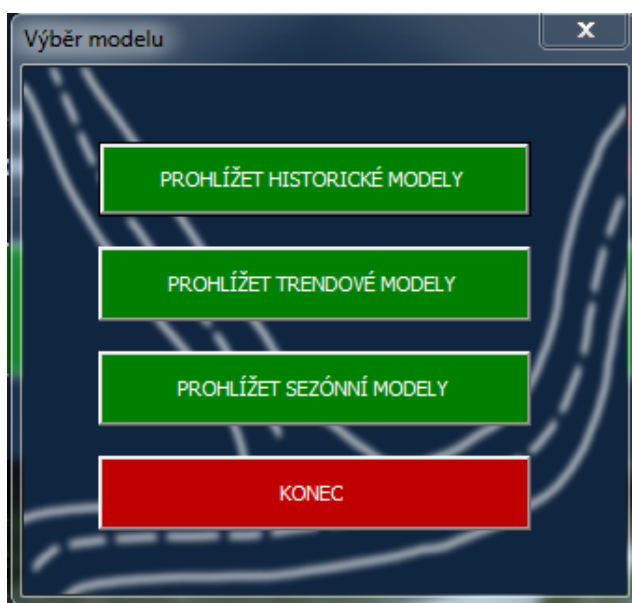 Výběr modelu
PROHLÍŽET HISTORICKÉ MODELY
PROHLÍŽET TRENDOVÉ MODELY
PROHLÍŽET SEZÓNNÍ MODELY
KONEC